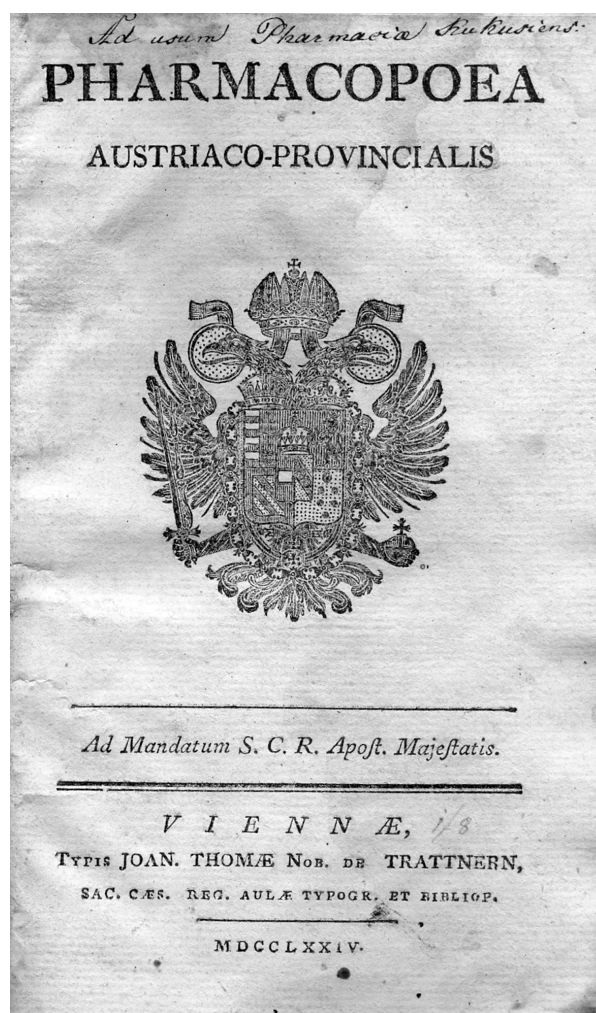 Ad usum Pharmaciæ Kukusiens:
PHARMACOPOEA
AUSTRIACO-PROVINCIALIS
Ad Mandatum S. C. R. Apoſt. Majeſtatis.
VIENNÆ,
TYPIS JOAN. THOMÆ NOB. DE TRATTNERN,
SAC. CÆS. REG. AULÆ TYPOGR. ET BIBLIOP.
MDCCLXXIV.